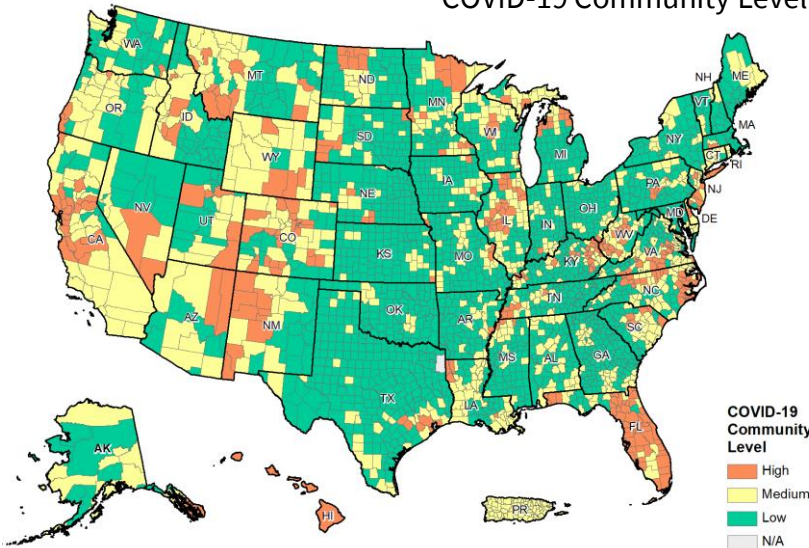 COVID-19 Community Level
WA
MT
ND
MN
OR
ID
WY
SD
WI
MI
NY
VT
NH
ME
MA
CT
RI
NJ
PA
DE
MD
NV
UT
CO
NE
IA
IL
IN
OH
WV
VA
CA
KS
MO
KY
NC
TN
AZ
NM
OK
AR
SC
MS
AL
GA
TX
LA
FL
AK
HI
PR
COVID-19
Community
Level
High
Medium
Low
N/A